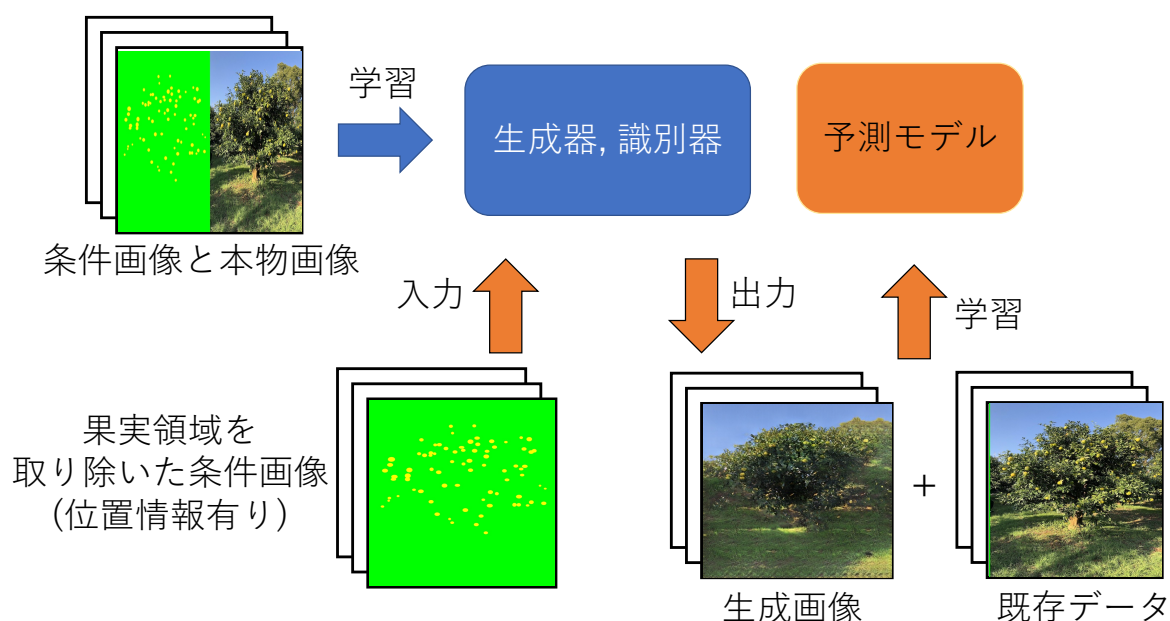 学習
生成器, 識別器
予測モデル
条件画像と本物画像
入力
出力
学習
果実領域を
取り除いた条件画像
(位置情報有り)
+
生成画像
既存データ